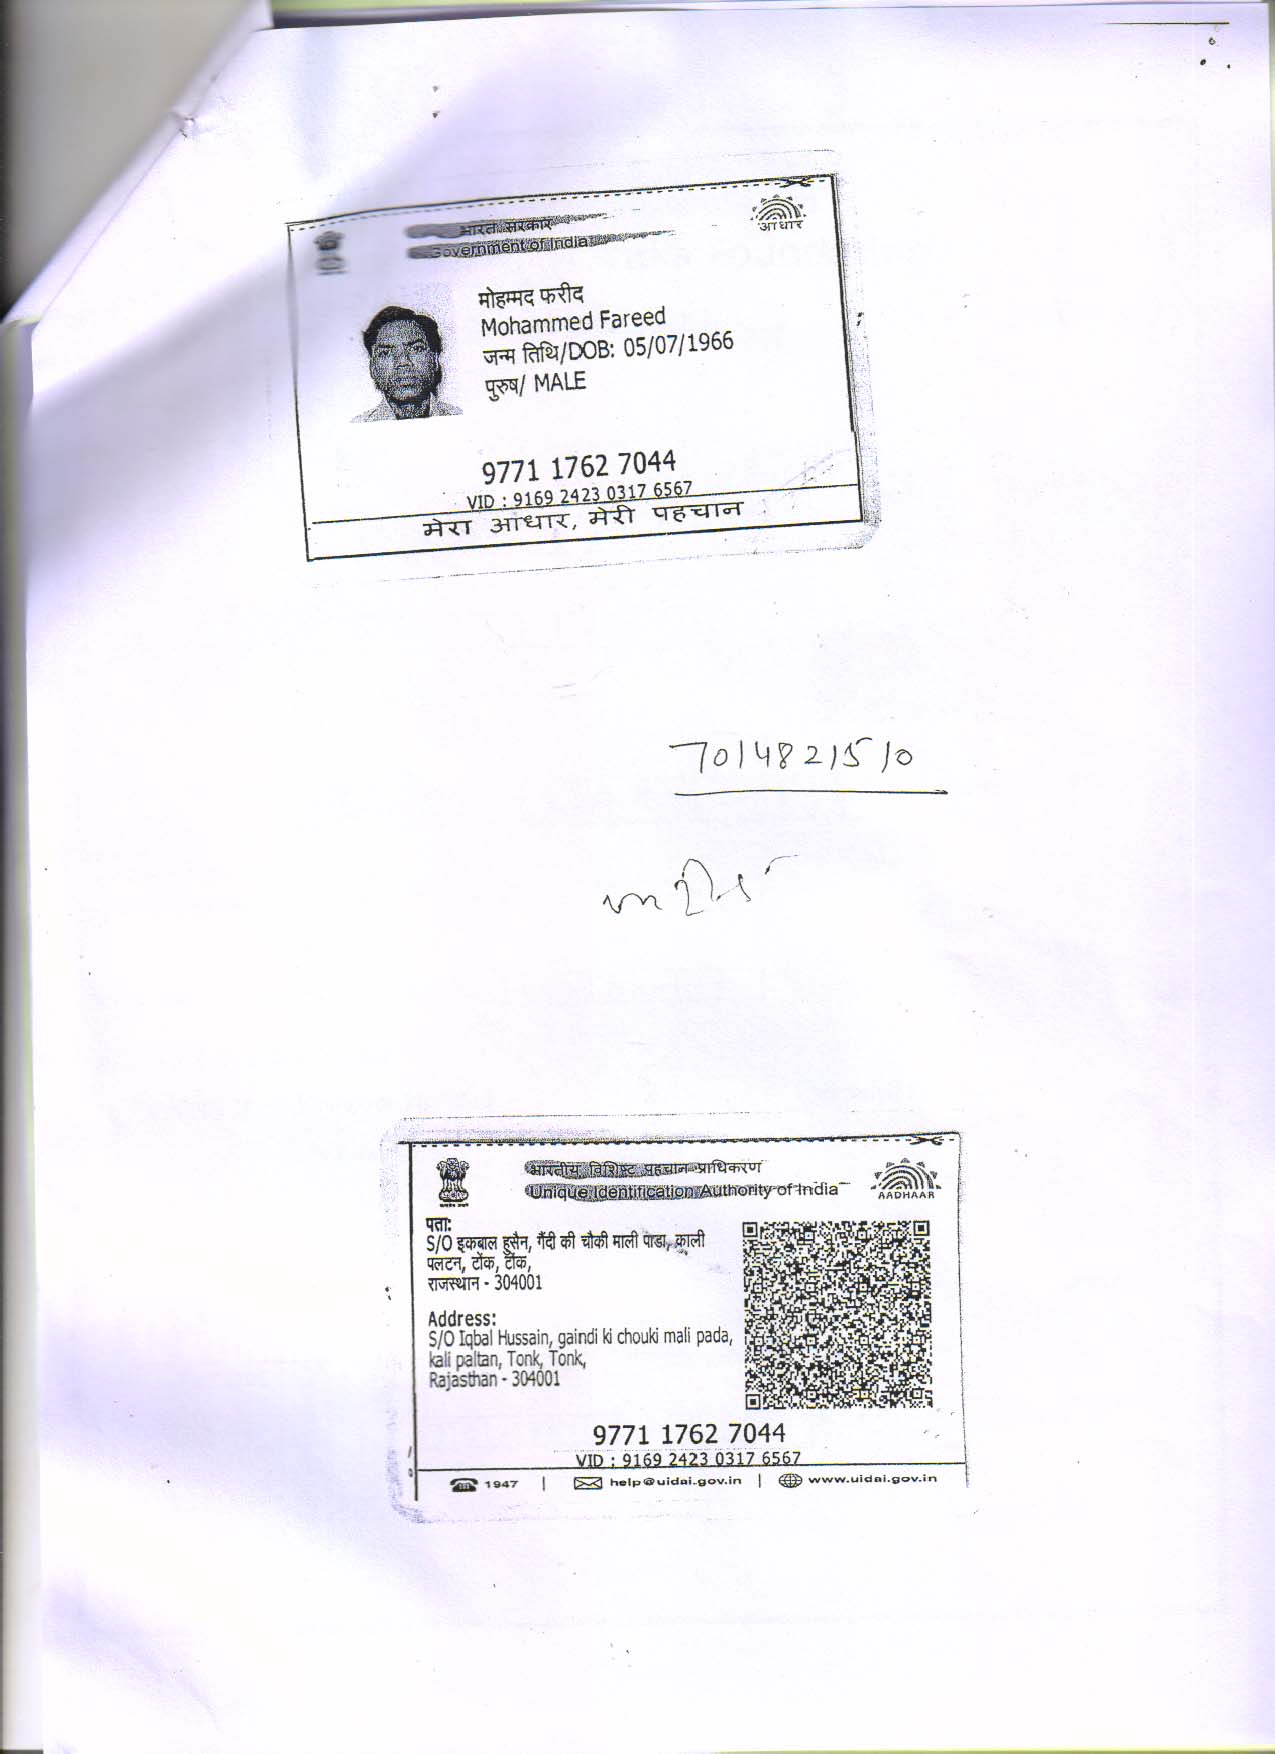 भारत सरकार
Government of India
आधार
मोहम्मद फरीद
Mohammed Fareed
जन्म तिथि/DOB: 05/07/1966
पुरुष/ MALE
9771 1762 7044
VID : 9169 2423 0317 6567
मेरा आधार, मेरी पहचान
7014821510
फरीद
भारतीय विशिष्ट पहचान प्राधिकरण
Unique Identification Authority of India
AADHAAR
पता:
S/O इकबाल हुसैन, गैंदी की चौकी माली पाडा, काली
पलटन, टोंक, टोंक,
राजस्थान - 304001
Address:
S/O Iqbal Hussain, gaindi ki chouki mali pada,
kali paltan, Tonk, Tonk,
Rajasthan - 304001
9771 1762 7044
VID : 9169 2423 0317 6567
1947 | help@uidai.gov.in | www.uidai.gov.in